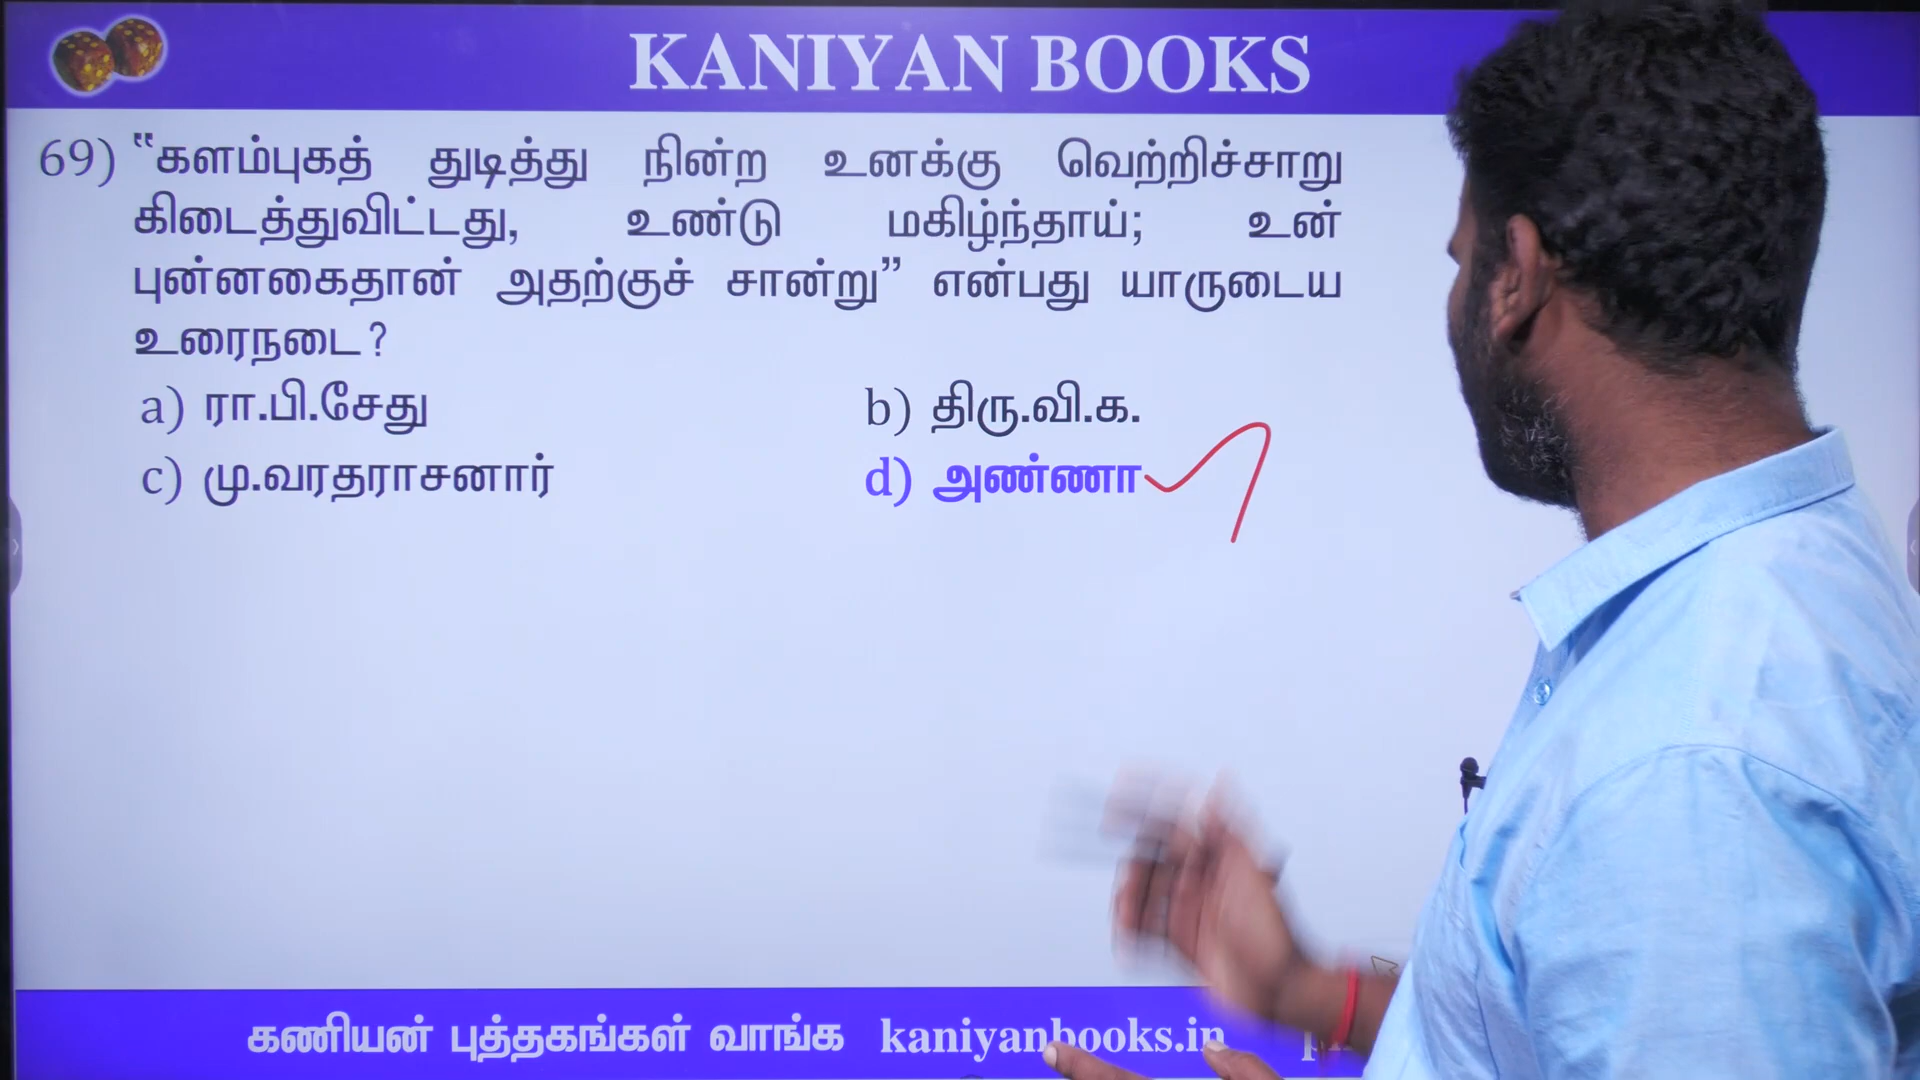 KANIYAN BOOKS
69) "களம்புகத் துடித்து நின்ற உனக்கு வெற்றிச்சாறு
கிடைத்துவிட்டது, உண்டு மகிழ்ந்தாய்; உன்
புன்னகைதான் அதற்குச் சான்று" என்பது யாருடைய
உரைநடை?
a) ரா.பி.சேது
b) திரு.வி.க.
c) மு.வரதராசனார்
d) அண்ணா
கணியன் புத்தகங்கள் வாங்க kaniyanbooks.in